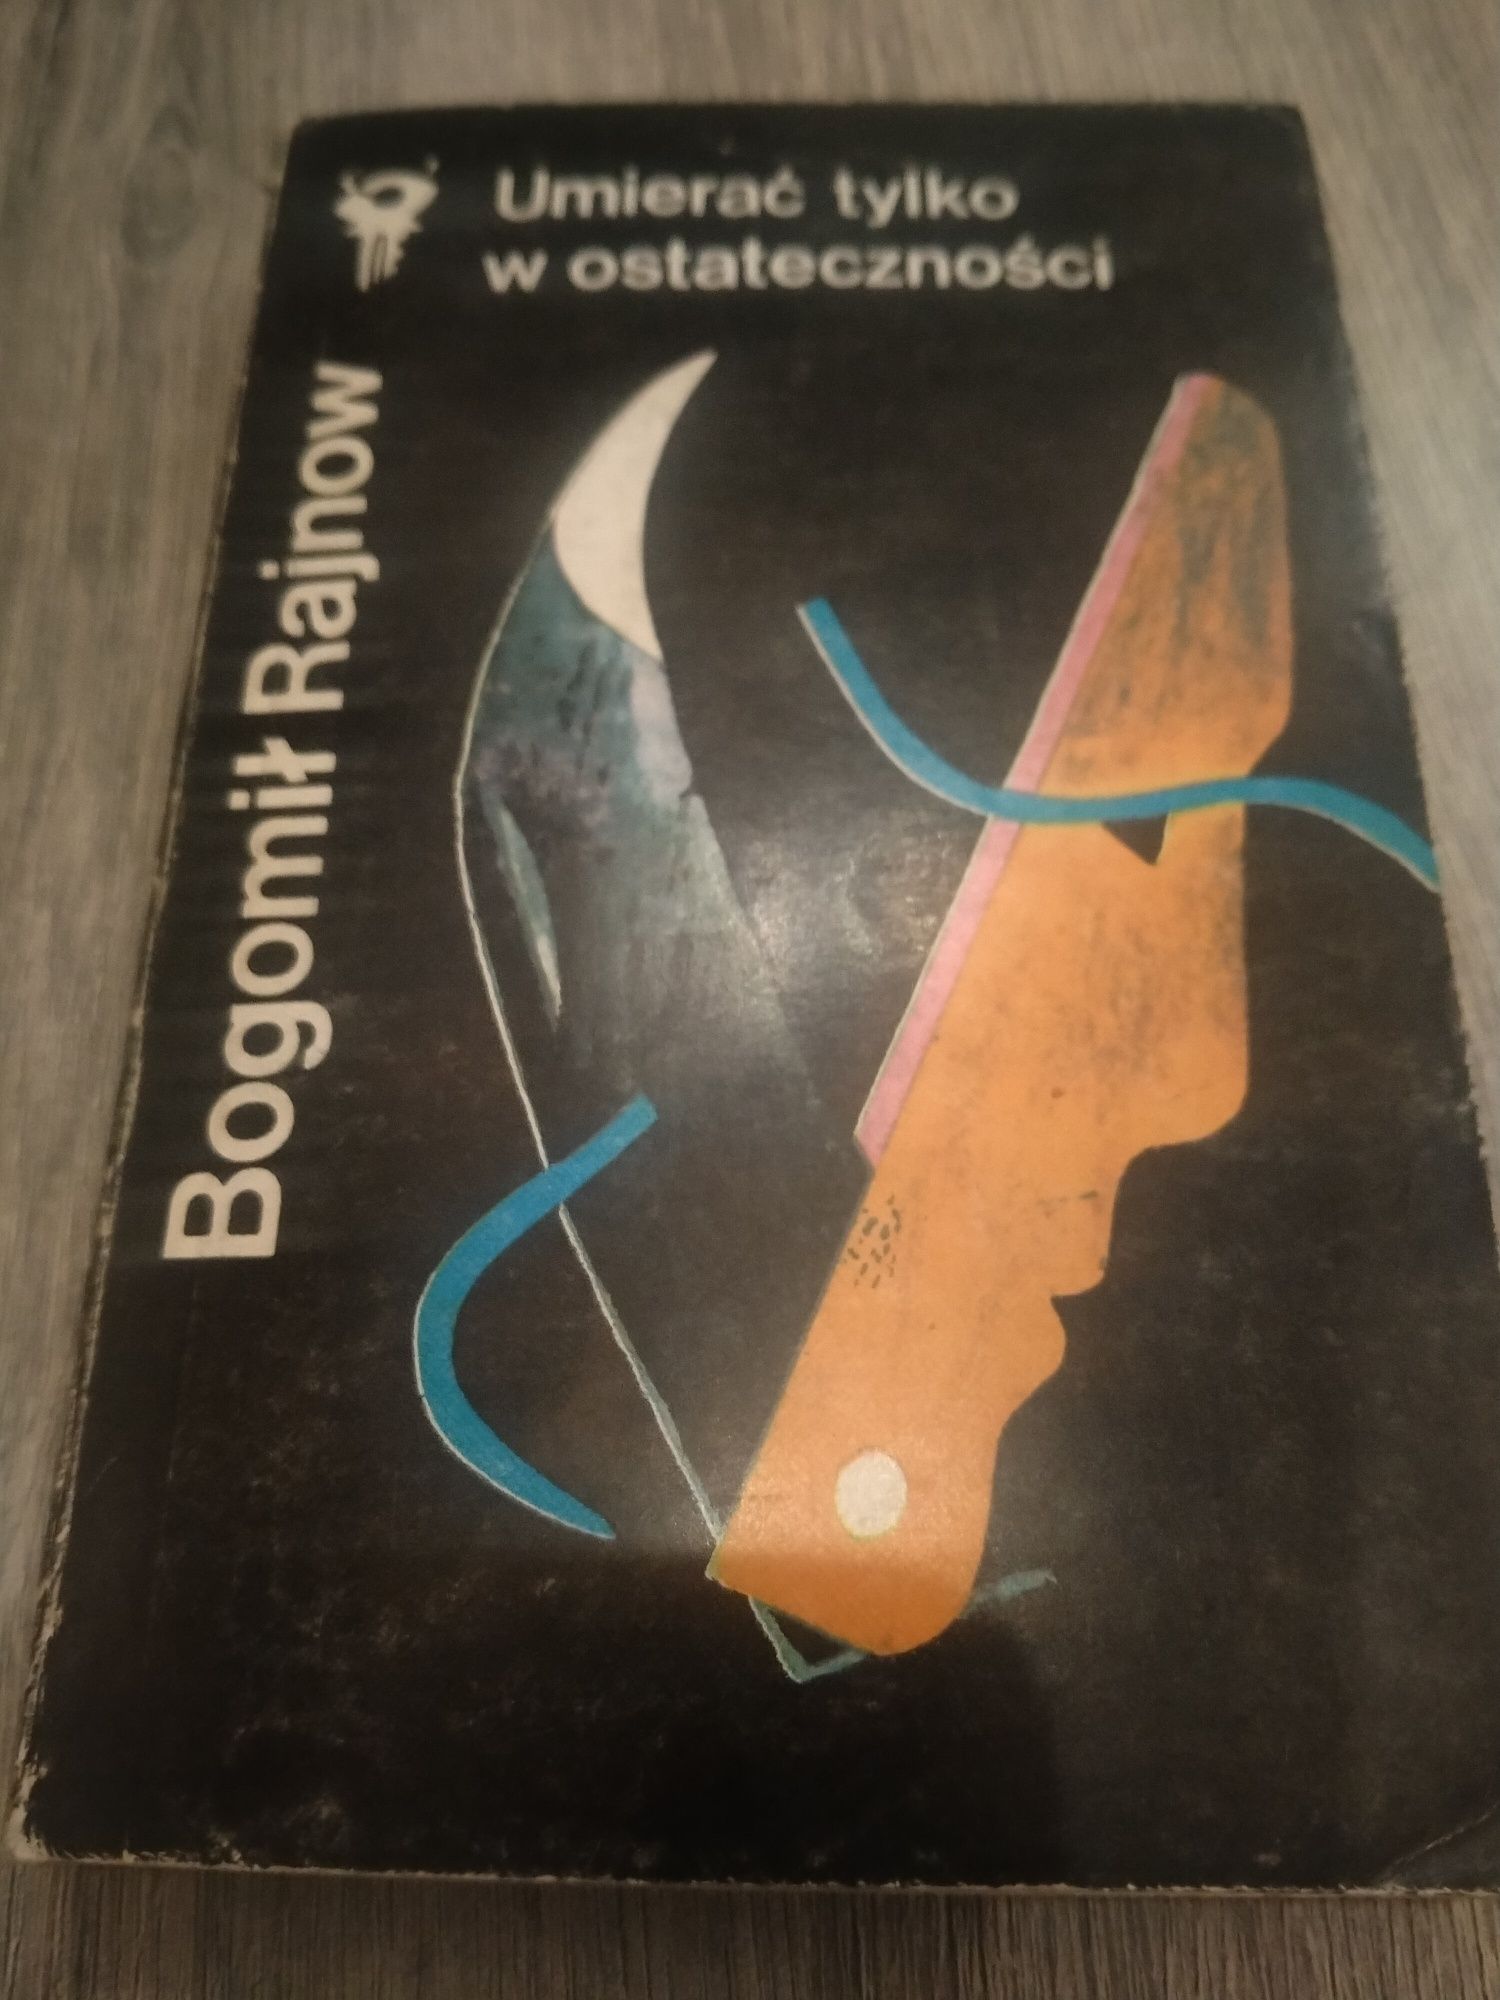 Umierać tylko
w ostateczności
Bogomił Rajnow